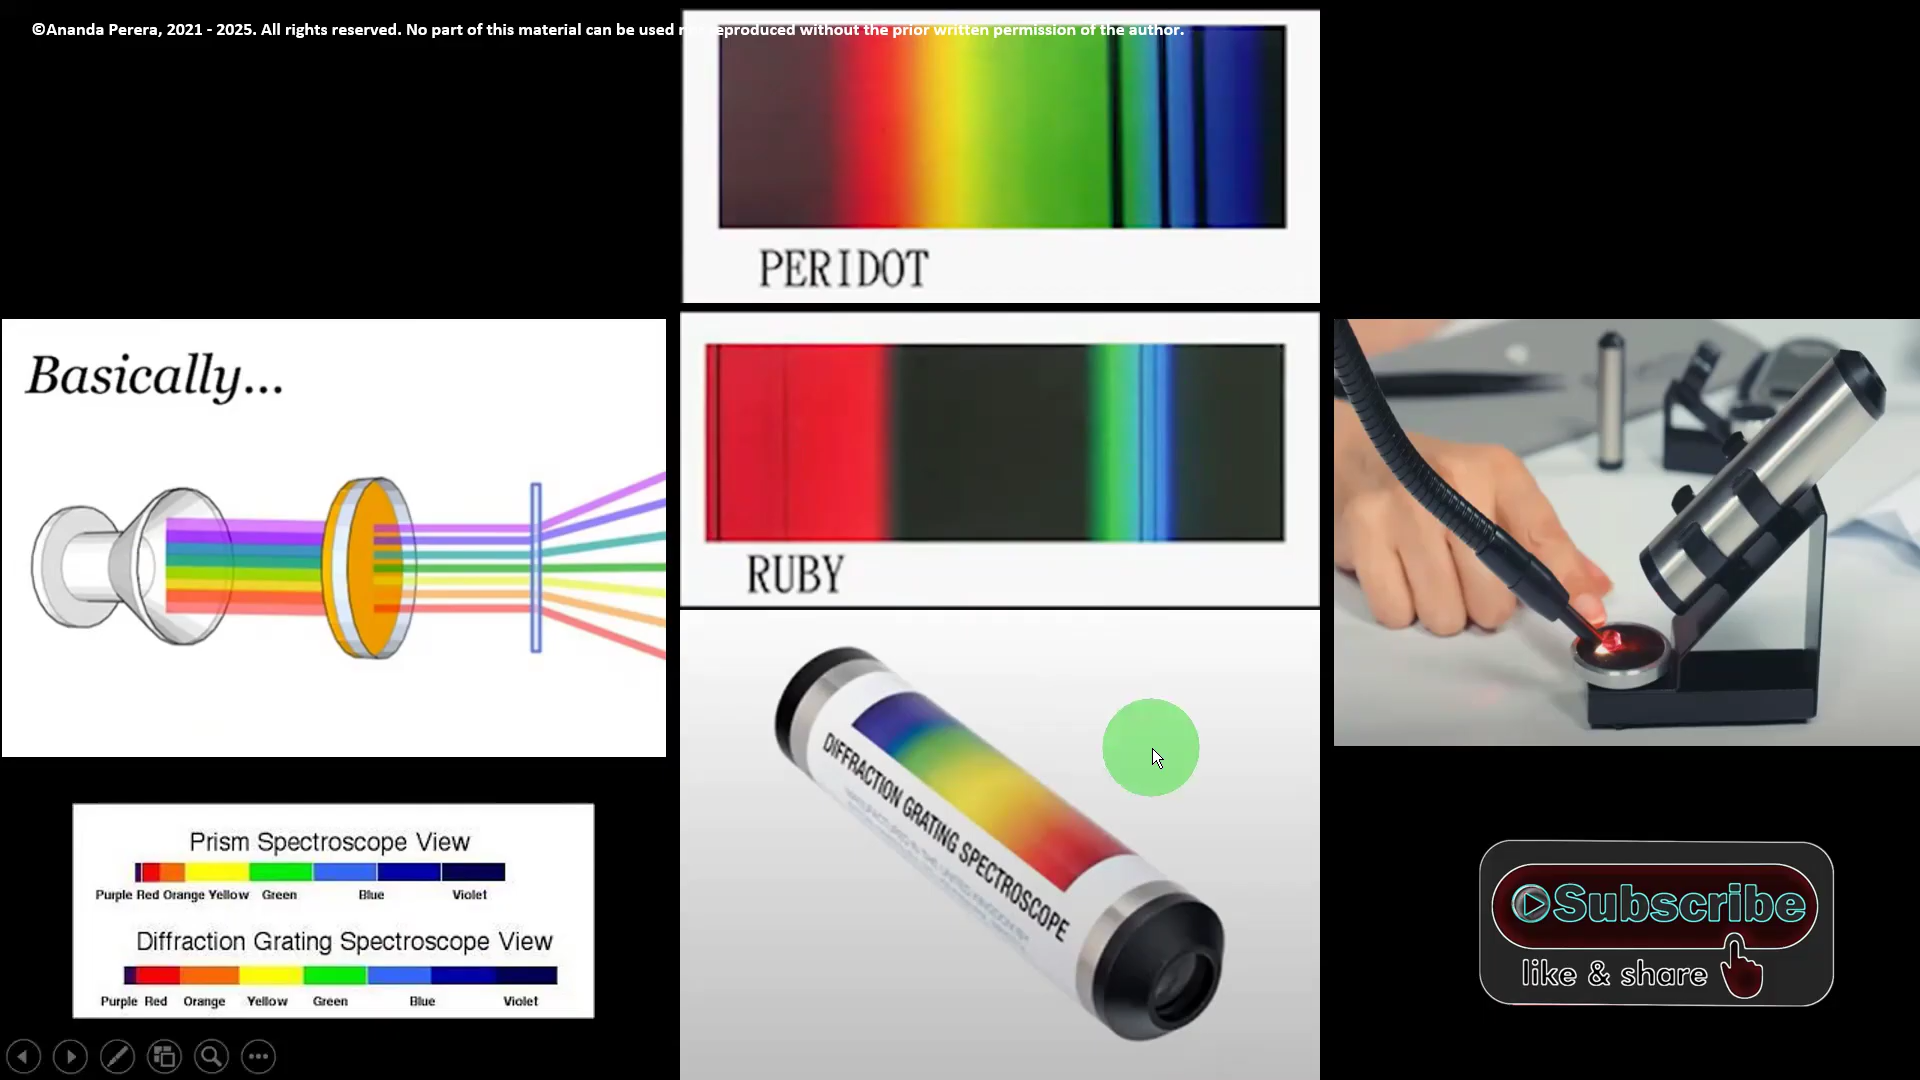 ©Ananda Perera, 2021 - 2025. All rights reserved. No part of this material can be used reproduced without the prior written permission of the author.
PERIDOT
Basically...
RUBY
DIFFRACTION GRATING SPECTROSCOPE
Prism Spectroscope View
Purple Red Orange Yellow Green Blue Violet
Diffraction Grating Spectroscope View
Purple Red Orange Yellow Green Blue Violet
Subscribe
like & share